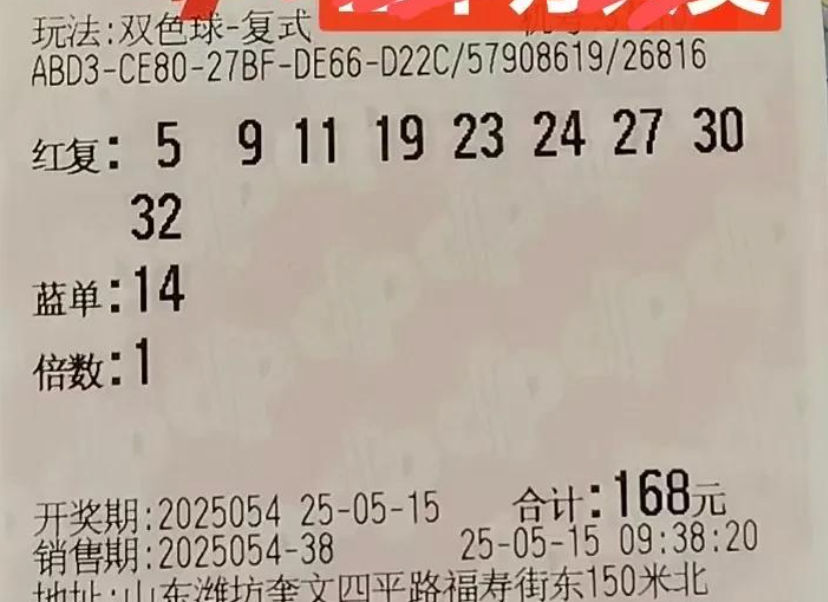 玩法:双色球-复式
ABD3-CE80-27BF-DE66-D22C/57908619/26816
红复: 5 9 11 19 23 24 27 30
32
蓝单:14
倍数:1
开奖期:2025054 25-05-15 合计:168元
销售期:2025054-38 25-05-15 09:38:20
地址:山东潍坊奎文四平路福寿街东150米北